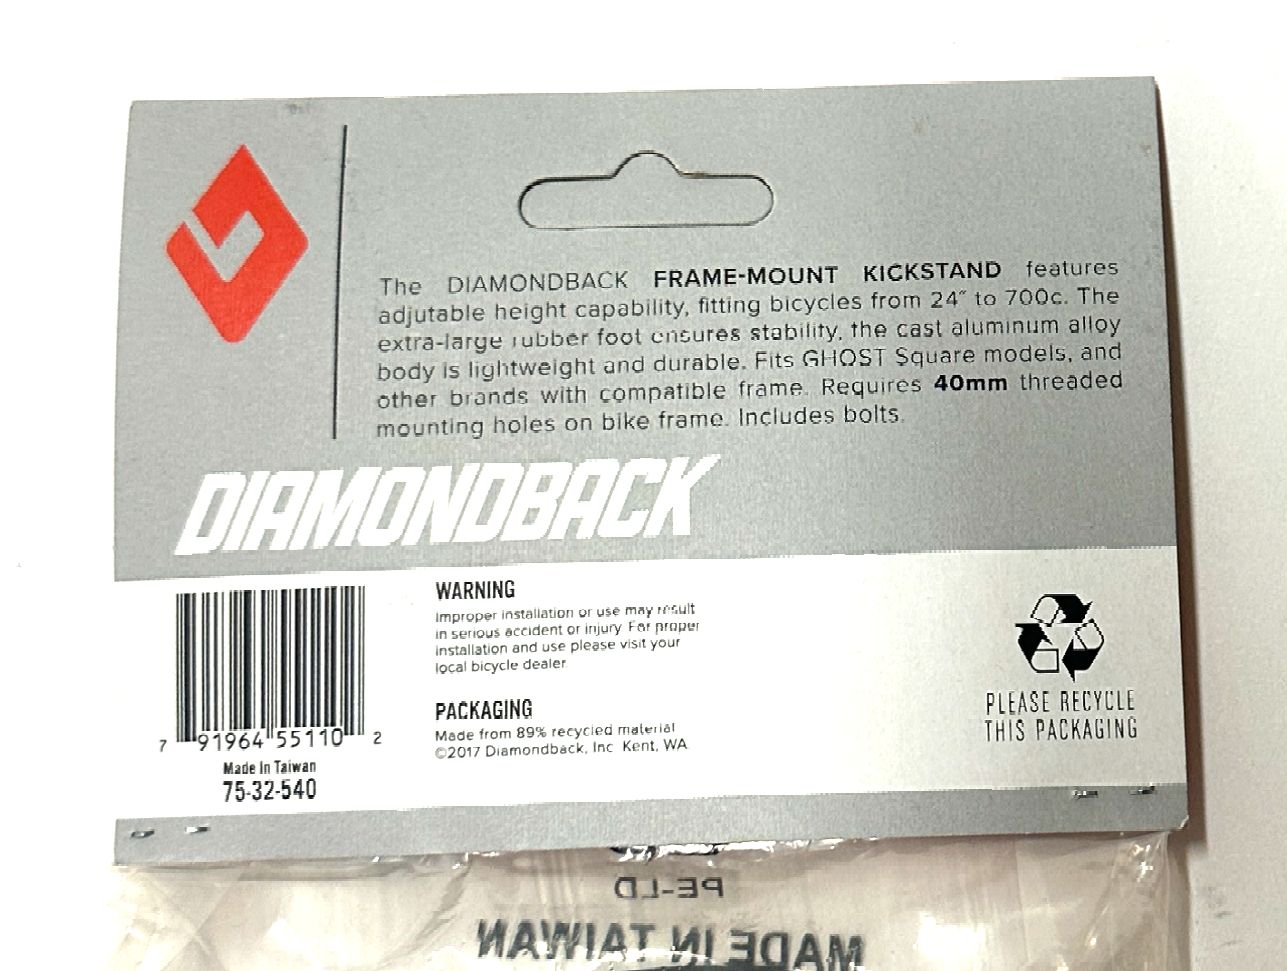 The DIAMONDBACK FRAME-MOUNT KICKSTAND features
adjutable height capability, fitting bicycles from 24″ to 700c. The
extra-large rubber foot ensures stability, the cast aluminum alloy
body is lightweight and durable. Fits GHOST Square models, and
other brands with compatible frame. Requires 40mm threaded
mounting holes on bike frame. Includes bolts.
DIAMONDBACK
7 91964 55110 2
Made In Taiwan
75-32-540
WARNING
Improper installation or use may result
in serious accident or injury. For proper
installation and use please visit your
local bicycle dealer.
PACKAGING
Made from 89% recycled material
©2017 Diamondback, Inc. Kent, WA
PLEASE RECYCLE
THIS PACKAGING
PE-LD
MADE IN TAIWAN